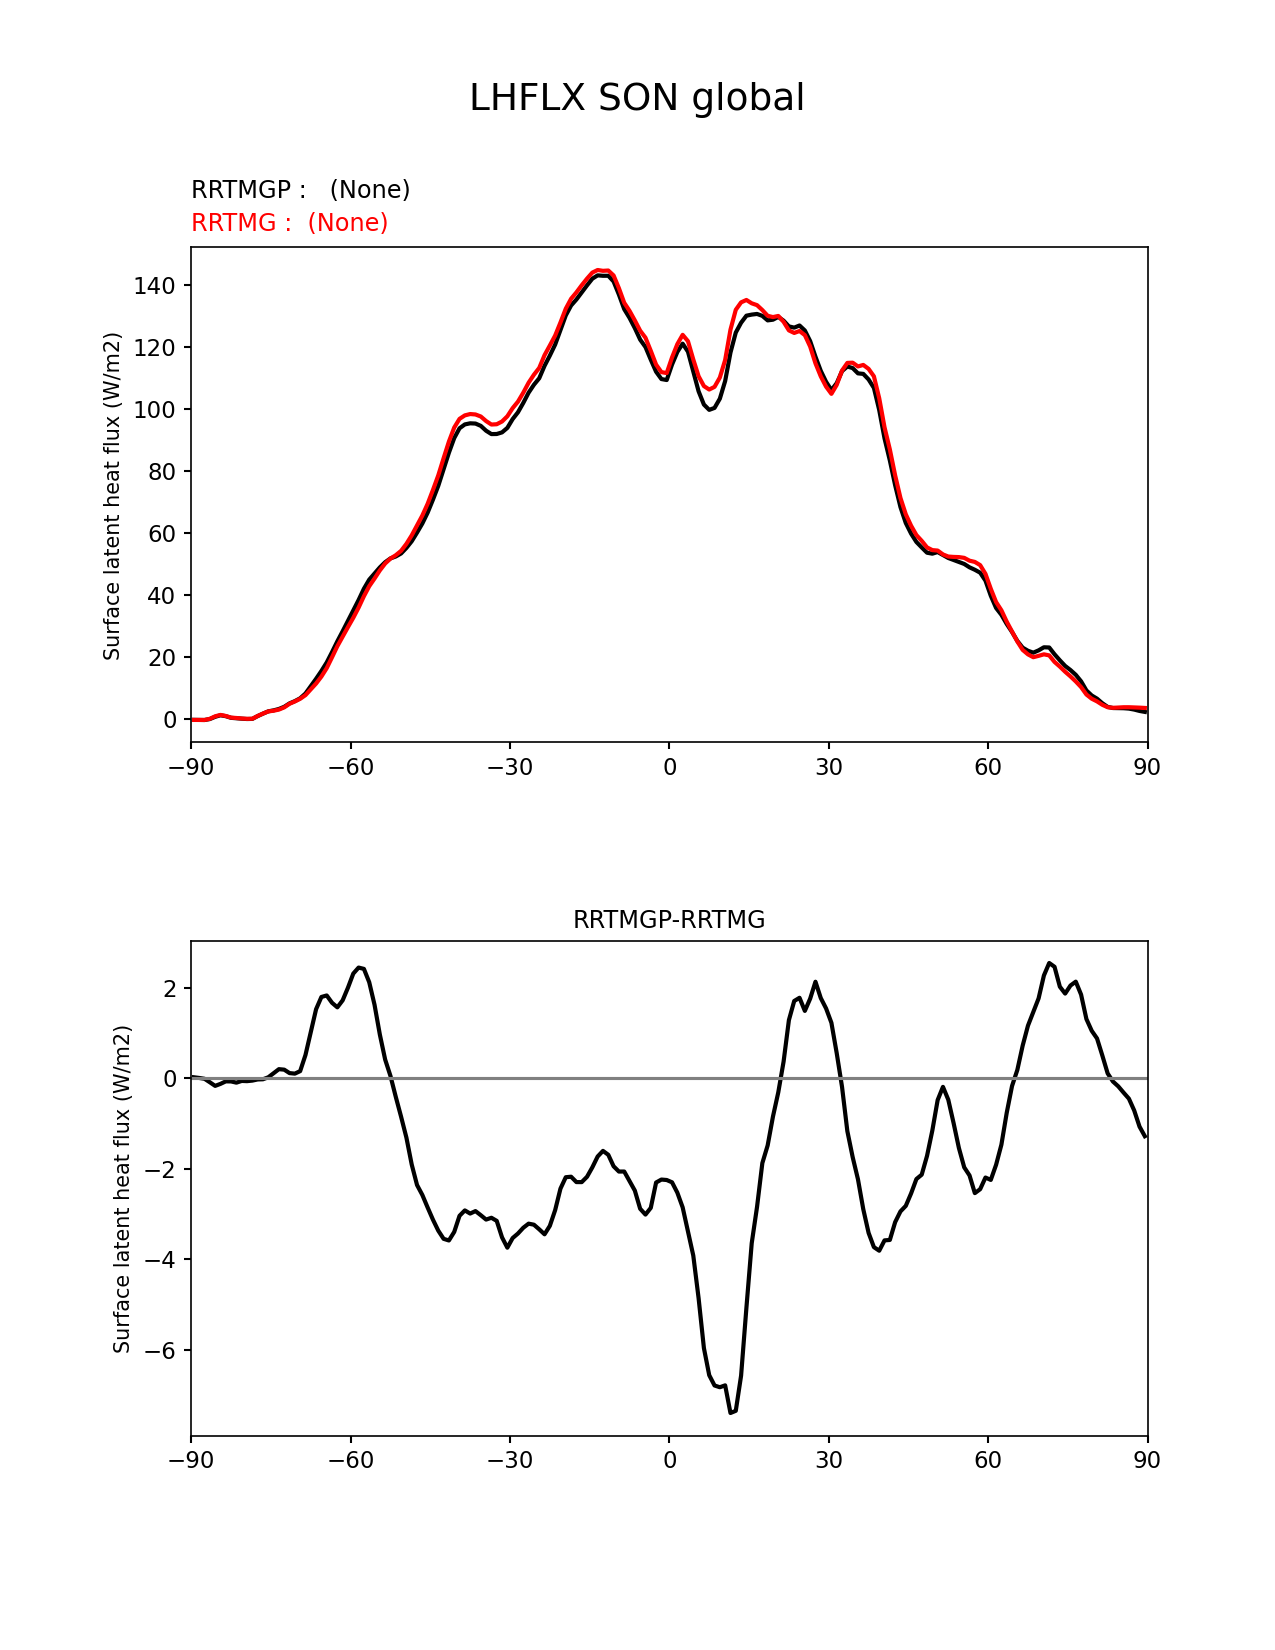 LHFLX SON global
RRTMGP :   (None)
RRTMG :  (None)
Surface latent heat flux (W/m2)
140
120
100
80
60
40
20
0
−90 −60 −30 0 30 60 90
RRTMGP-RRTMG
Surface latent heat flux (W/m2)
2
0
−2
−4
−6
−90 −60 −30 0 30 60 90